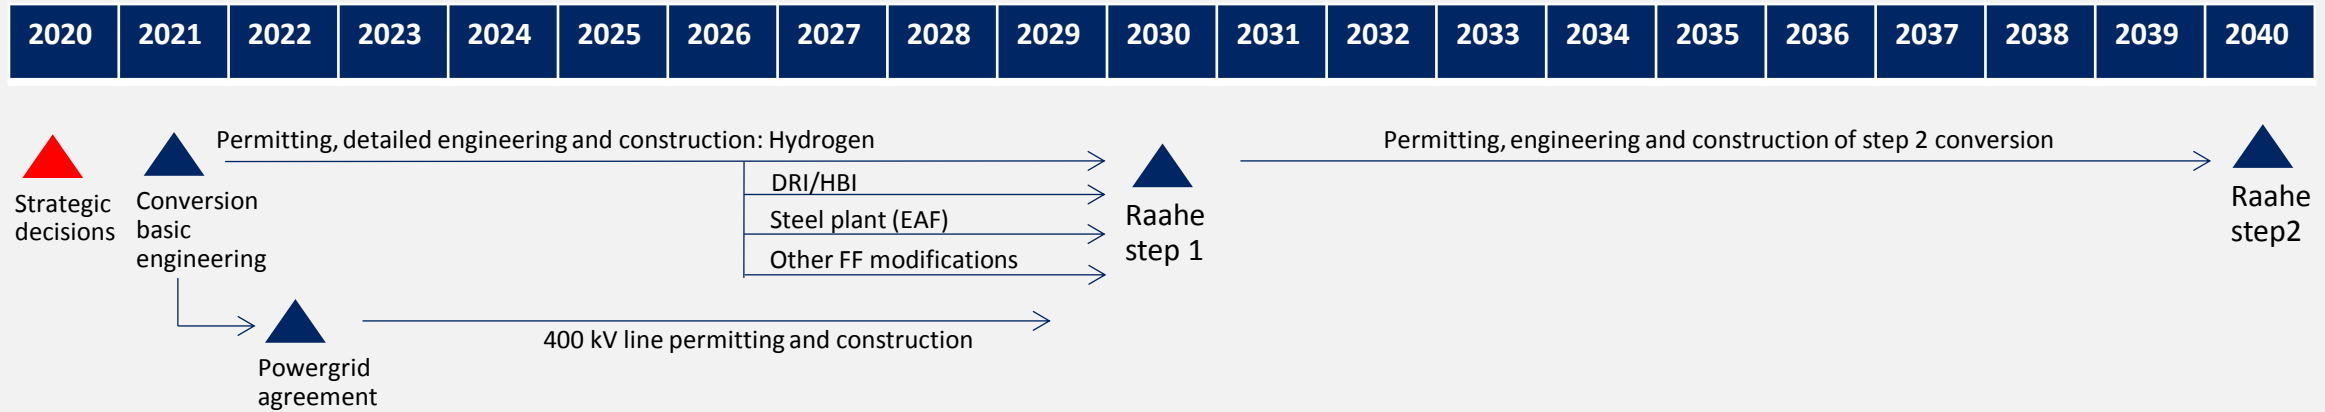 2020 2021 2022 2023 2024 2025 2026 2027 2028 2029 2030 2031 2032 2033 2034 2035 2036 2037 2038 2039 2040
Permitting, detailed engineering and construction: Hydrogen
Permitting, engineering and construction of step 2 conversion
Strategic
decisions
Conversion
basic
engineering
DRI/HBI
Steel plant (EAF)
Other FF modifications
Raahe
step 1
Raahe
step2
400 kV line permitting and construction
Powergrid
agreement